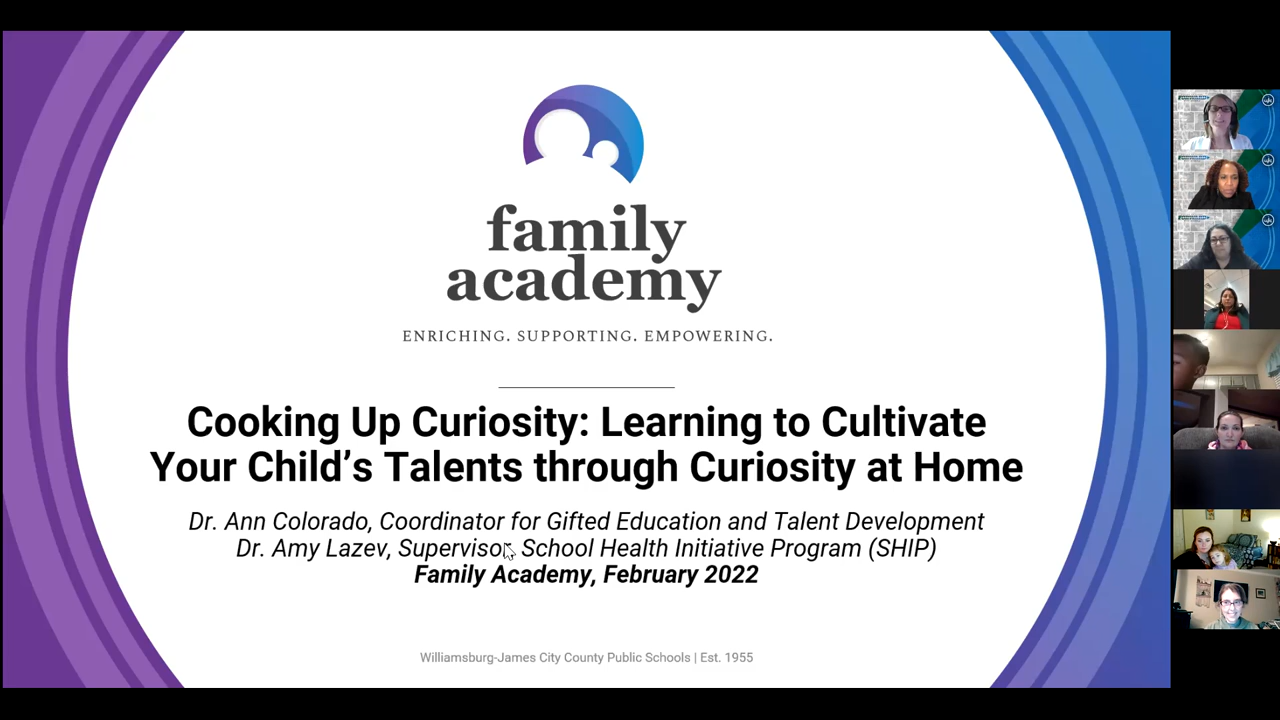 family
academy
ENRICHING. SUPPORTING. EMPOWERING.
Cooking Up Curiosity: Learning to Cultivate
Your Child’s Talents through Curiosity at Home
Dr. Ann Colorado, Coordinator for Gifted Education and Talent Development
Dr. Amy Lazev, Supervisor, School Health Initiative Program (SHIP)
Family Academy, February 2022
Williamsburg-James City County Public Schools | Est. 1955